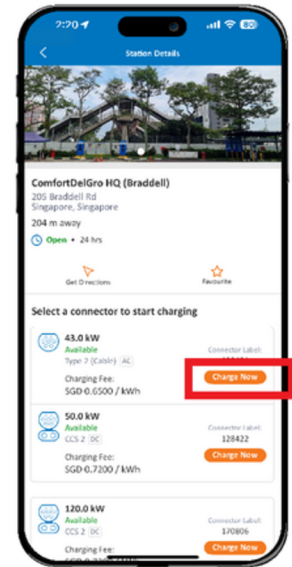 2:20
80
Station Details
ComfortDelGro HQ (Braddell)
205 Braddell Rd
Singapore, Singapore
204 m away
Open • 24 hrs
Get Directions
Favourite
Select a connector to start charging
43.0 kW
Available
Connector Label:
Type 2 (Cable) AC
Charging Fee:
Charge Now
SGD 0.6500 / kWh
50.0 kW
Available
Connector Label:
CCS 2 DC
128422
Charging Fee:
Charge Now
SGD 0.7200 / kWh
120.0 kW
Available
Connector Label:
CCS 2 DC
170806
Charging Fee:
Charge Now